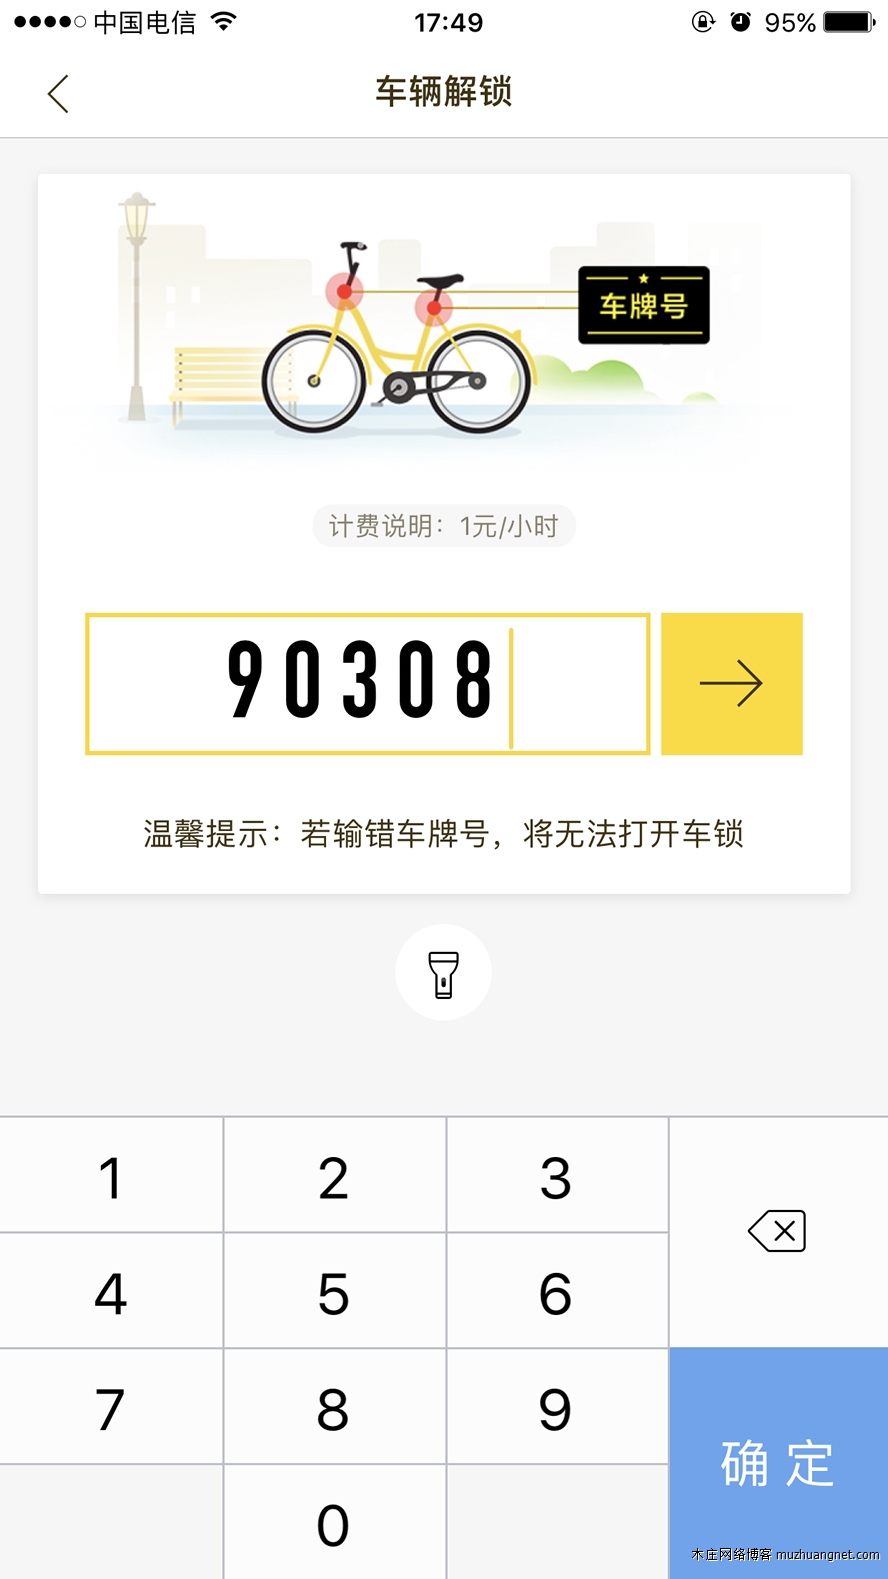 中国电信 17:49 95%
车辆解锁
车牌号
计费说明：1元/小时
90308
温馨提示：若输错车牌号，将无法打开车锁
1 2 3
4 5 6
7 8 9
确定
0
木庄网络博客 muzhuangnet.com